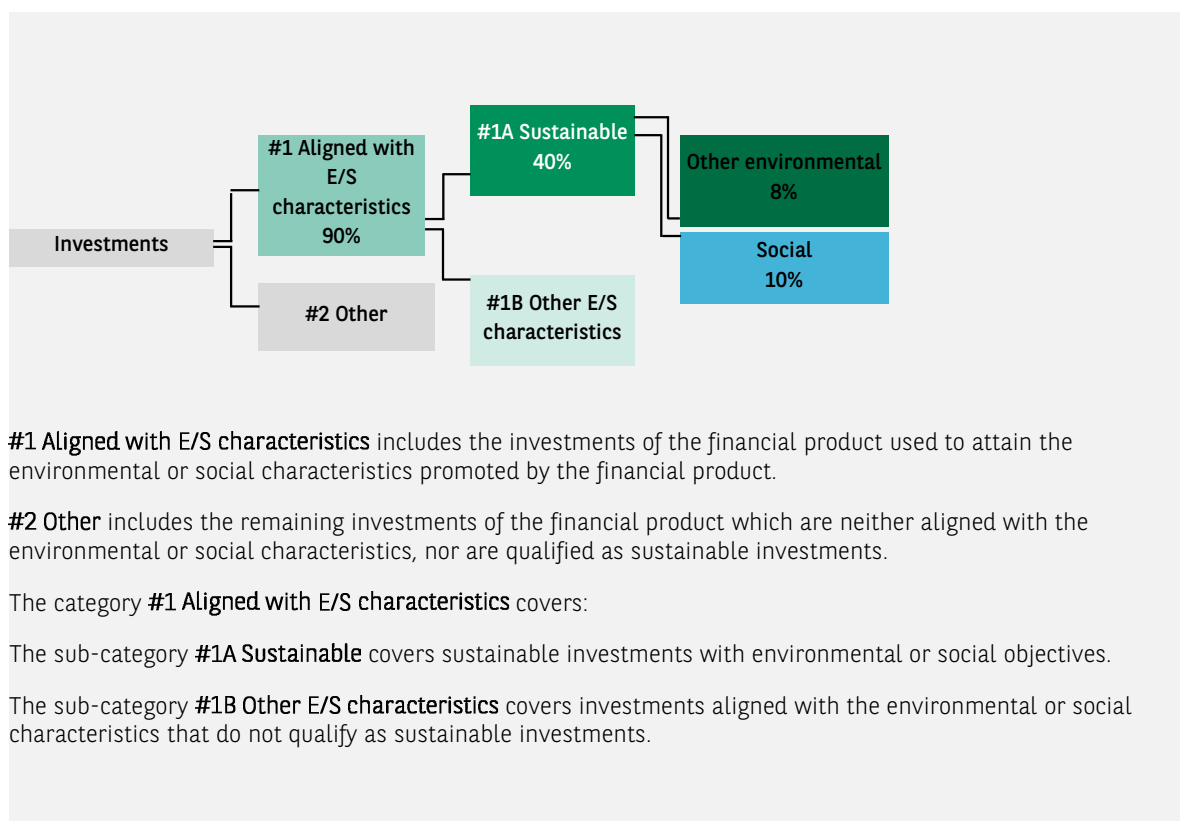 #1A Sustainable
40%
#1 Aligned with
E/S
characteristics
90%
Other environmental
8%
Investments
Social
10%
#2 Other
#1B Other E/S
characteristics
#1 Aligned with E/S characteristics includes the investments of the financial product used to attain the
environmental or social characteristics promoted by the financial product.
#2 Other includes the remaining investments of the financial product which are neither aligned with the
environmental or social characteristics, nor are qualified as sustainable investments.
The category #1 Aligned with E/S characteristics covers:
The sub-category #1A Sustainable covers sustainable investments with environmental or social objectives.
The sub-category #1B Other E/S characteristics covers investments aligned with the environmental or social
characteristics that do not qualify as sustainable investments.